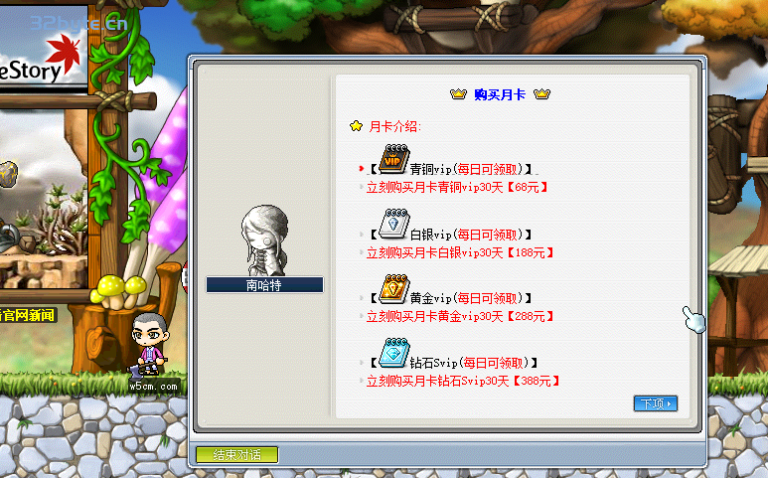 32byte.cn
eStory
购买月卡
月卡介绍:
【青铜vip(每日可领取)】
立刻购买月卡青铜vip30天【68元】
【白银vip(每日可领取)】
立刻购买月卡白银vip30天【188元】
【黄金vip(每日可领取)】
立刻购买月卡黄金vip30天【288元】
【钻石Svip(每日可领取)】
立刻购买月卡钻石Svip30天【388元】
VIP
南哈特
官网新闻
w5cm.com
下项
结束对话